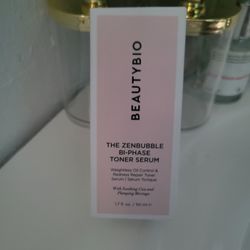 BEAUTYBIO
THE ZENBUBBLE
BI-PHASE
TONER SERUM
Weightless Oil Control &
Redness Repair Toner
Serum / Sérum Tonique
With Soothing Cica and
Plumping Moringa
1.7 fl oz. / 50 ml ℮